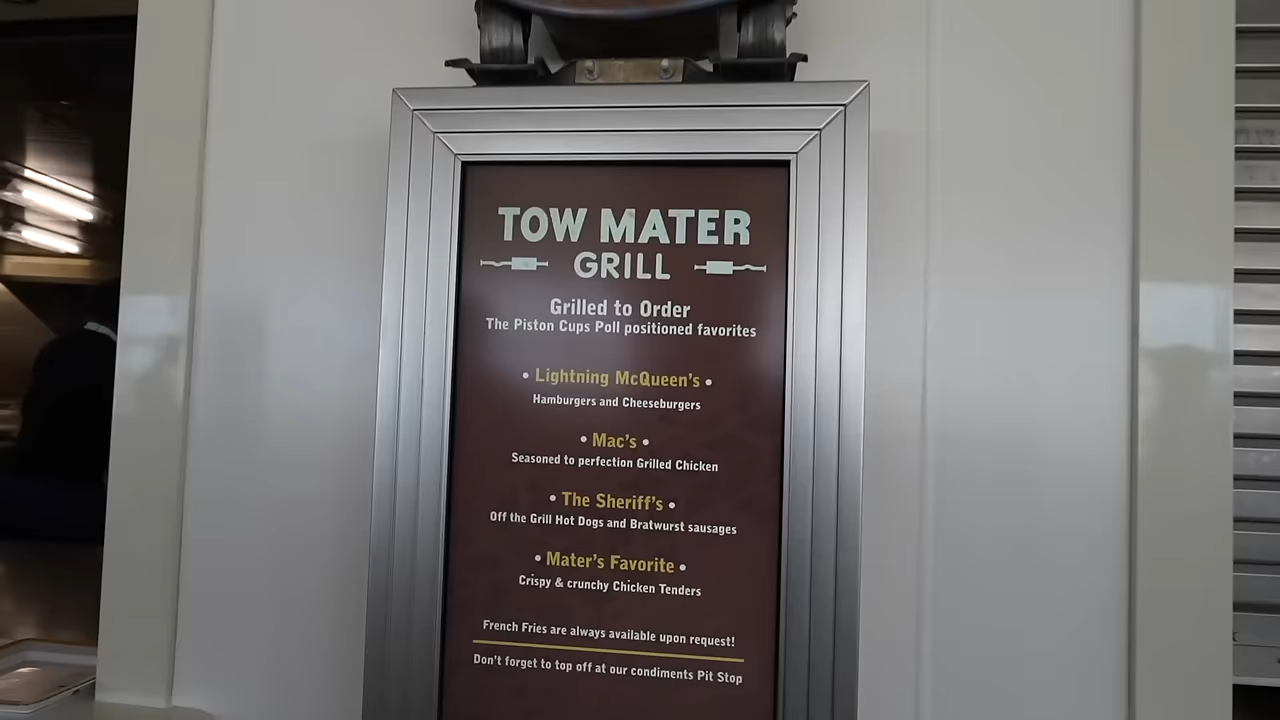 TOW MATER
GRILL
Grilled to Order
The Piston Cups Poll positioned favorites
• Lightning McQueen's •
Hamburgers and Cheeseburgers
• Mac's •
Seasoned to perfection Grilled Chicken
• The Sheriff's •
Off the Grill Hot Dogs and Bratwurst sausages
• Mater's Favorite •
Crispy & crunchy Chicken Tenders
French Fries are always available upon request!
Don't forget to top off at our condiments Pit Stop